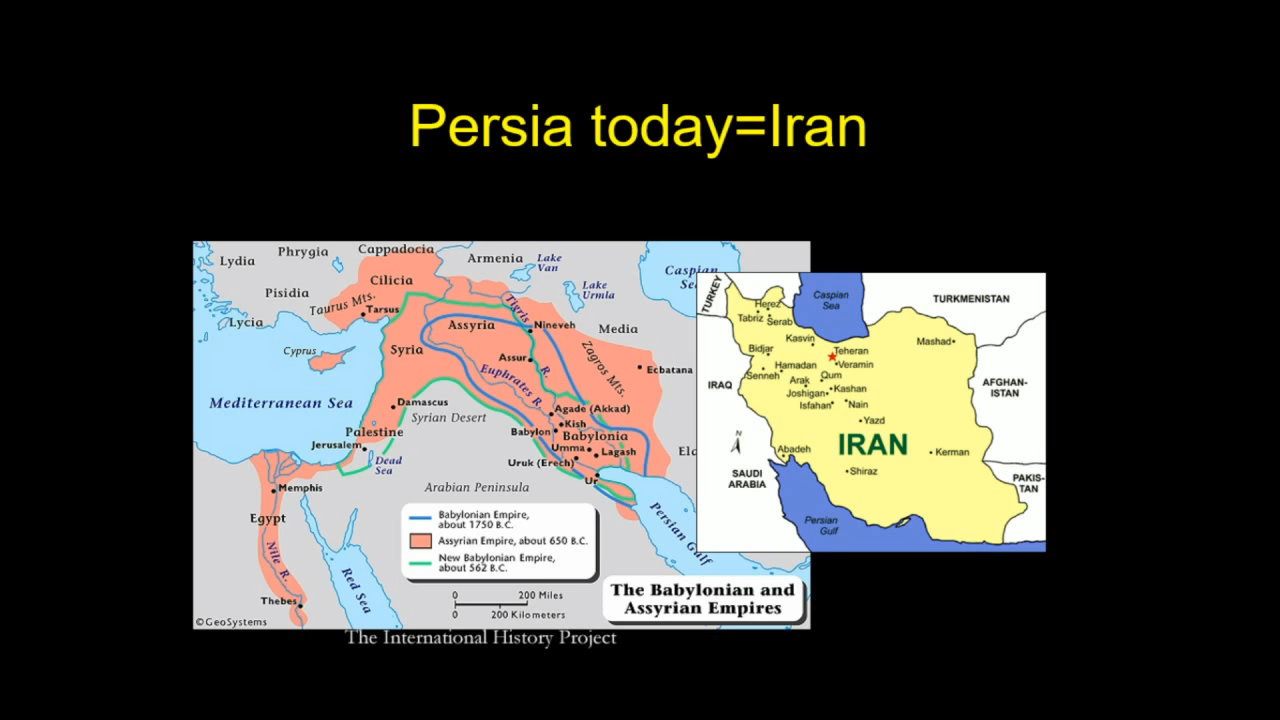 Persia today=Iran
Lydia
Phrygia
Cappadocia
Armenia
Lake
Van
Caspian
Lake
Urmla
Cilicia
Pisidia
Taurus Mts.
Tarsus
Lycia
Tigris
R.
Assyria
Nineveh
Media
Cyprus
Syria
Assur
Zagros Mts.
Ecbatana
Euphrates R.
Mediterranean Sea
Damascus
Syrian Desert
Agade (Akkad)
Kish
Palestine
Babylon
Babylonia
Jerusalem
Umma
Lagash
Dead
Sea
Uruk (Erech)
Ur
Memphis
Arabian Peninsula
Egypt
Persian Gulf
Nile R.
Red Sea
Thebes
Babylonian Empire,
about 1750 B.C.
Assyrian Empire, about 650 B.C.
New Babylonian Empire,
about 562 B.C.
0 200 Miles
0 200 Kilometers
The Babylonian and
Assyrian Empires
©GeoSystems
The International History Project
TURKEY
Caspian
Sea
TURKMENISTAN
Herez
Tabriz
Serab
Kasvin
Mashad
Bidjar
Teheran
Veramin
Hamadan
Senneh
Qum
Arak
Kashan
Joshigan
Isfahan
Nain
IRAQ
AFGHAN-
ISTAN
Yazd
IRAN
N
Abadeh
Kerman
Shiraz
SAUDI
ARABIA
PAKIS-
TAN
Persian
Gulf